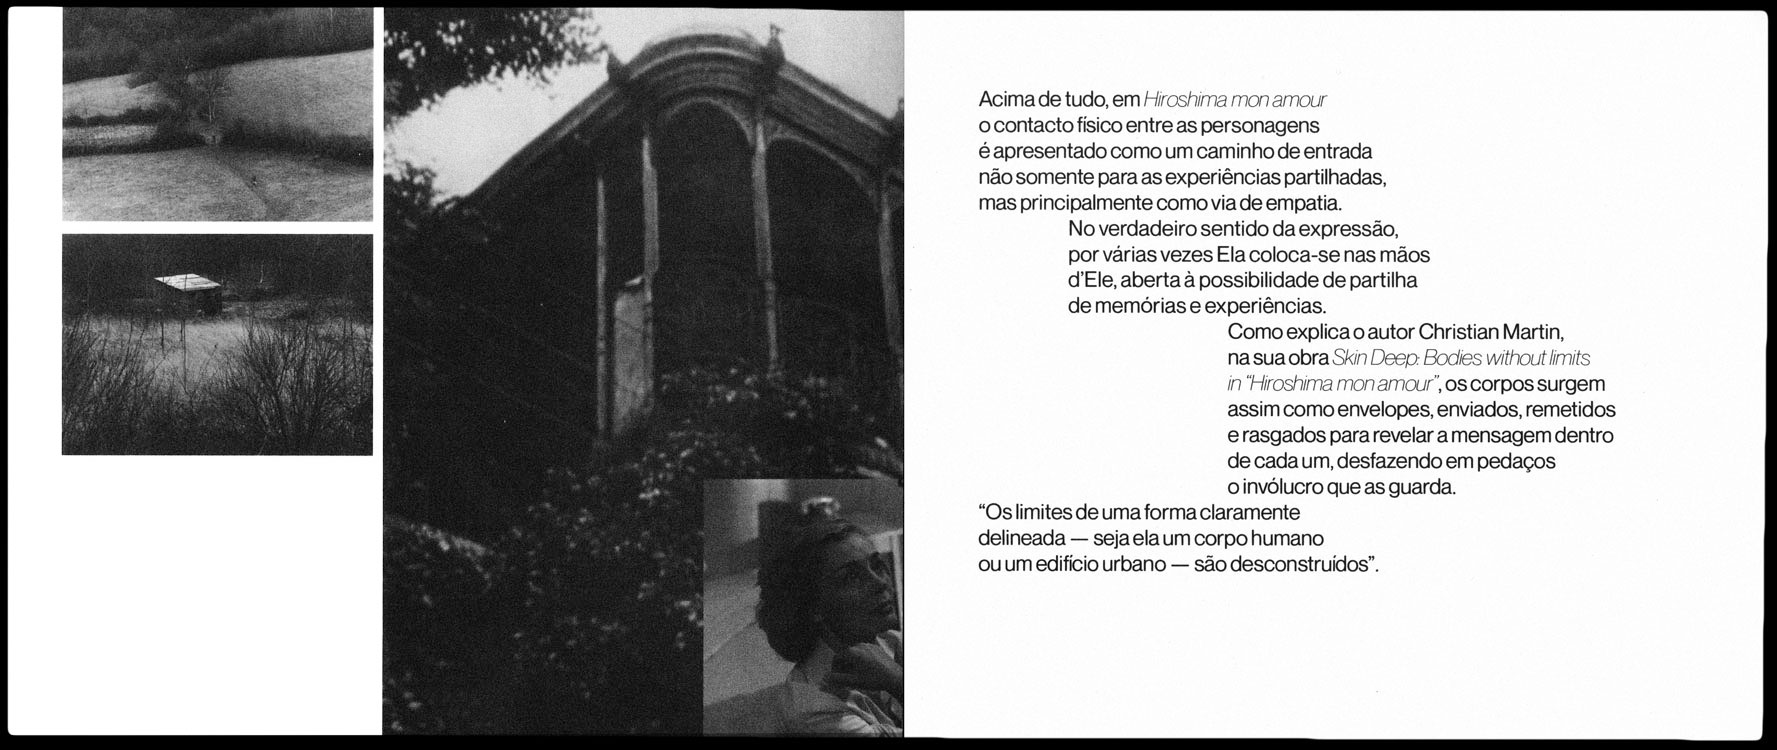 Acima de tudo, em Hiroshima mon amour
o contacto físico entre as personagens
é apresentado como um caminho de entrada
não somente para as experiências partilhadas,
mas principalmente como via de empatia.
No verdadeiro sentido da expressão,
por várias vezes Ela coloca-se nas mãos
d’Ele, aberta à possibilidade de partilha
de memórias e experiências.
Como explica o autor Christian Martin,
na sua obra Skin Deep: Bodies without limits
in “Hiroshima mon amour”, os corpos surgem
assim como envelopes, enviados, remetidos
e rasgados para revelar a mensagem dentro
de cada um, desfazendo em pedaços
o invólucro que as guarda.
“Os limites de uma forma claramente
delineada — seja ela um corpo humano
ou um edifício urbano — são desconstruídos”.